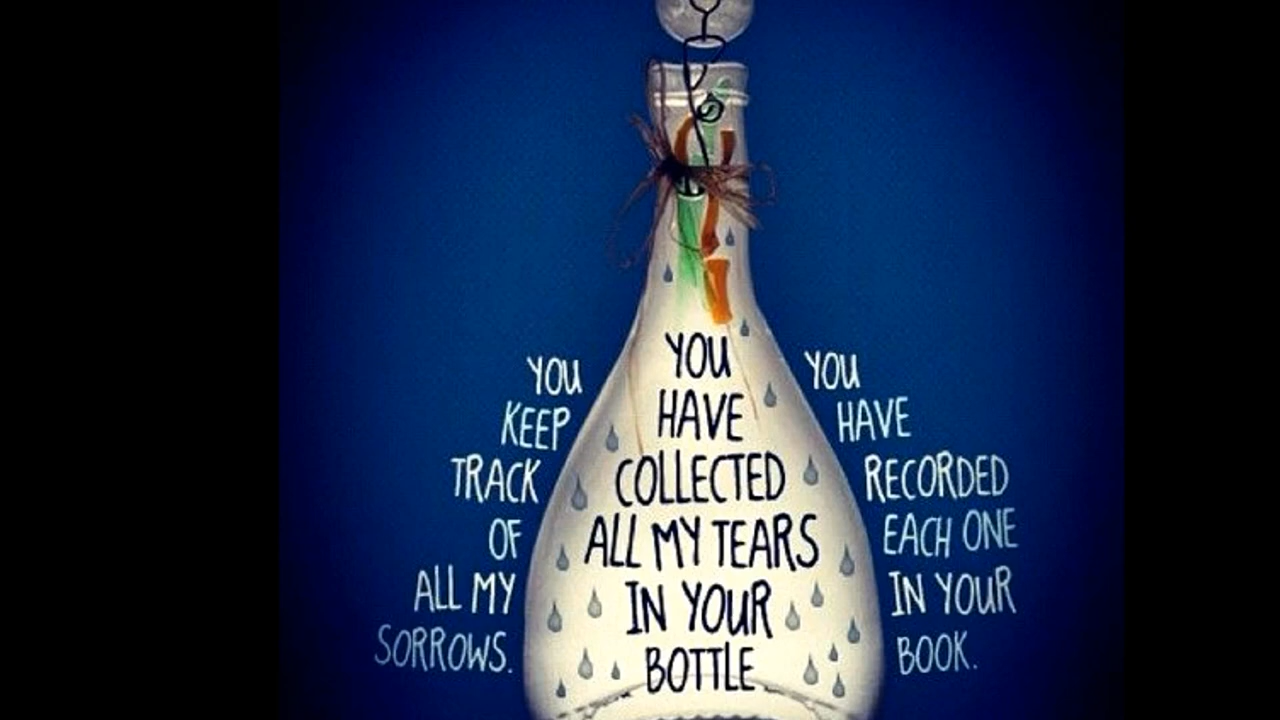 YOU
KEEP
TRACK
OF
ALL MY
SORROWS.
YOU
HAVE
COLLECTED
ALL MY TEARS
IN YOUR
BOTTLE
YOU
HAVE
RECORDED
EACH ONE
IN YOUR
BOOK.